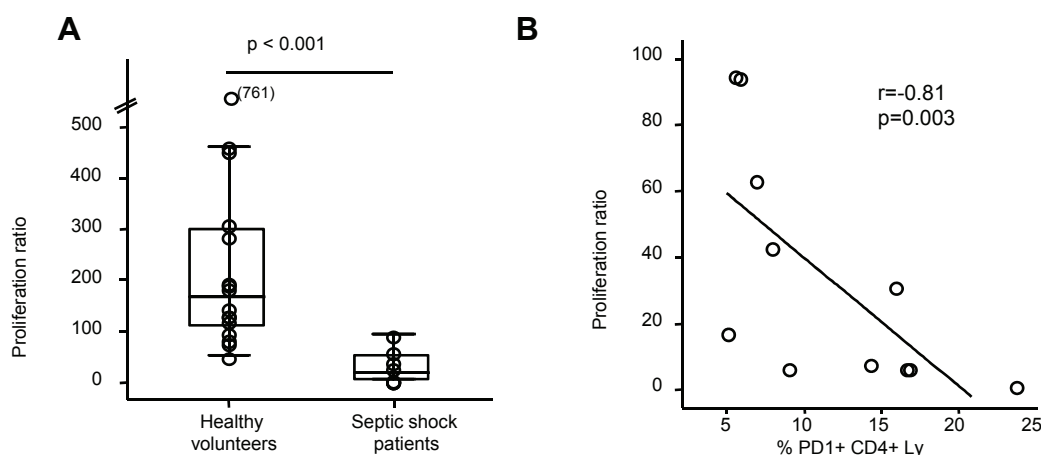 A
p < 0.001
(761)
500
400
300
200
100
0
Proliferation ratio
Healthy
volunteers
Septic shock
patients
B
100
80
60
40
20
0
r=-0.81
p=0.003
Proliferation ratio
5
10
15
20
25
% PD1+ CD4+ Ly